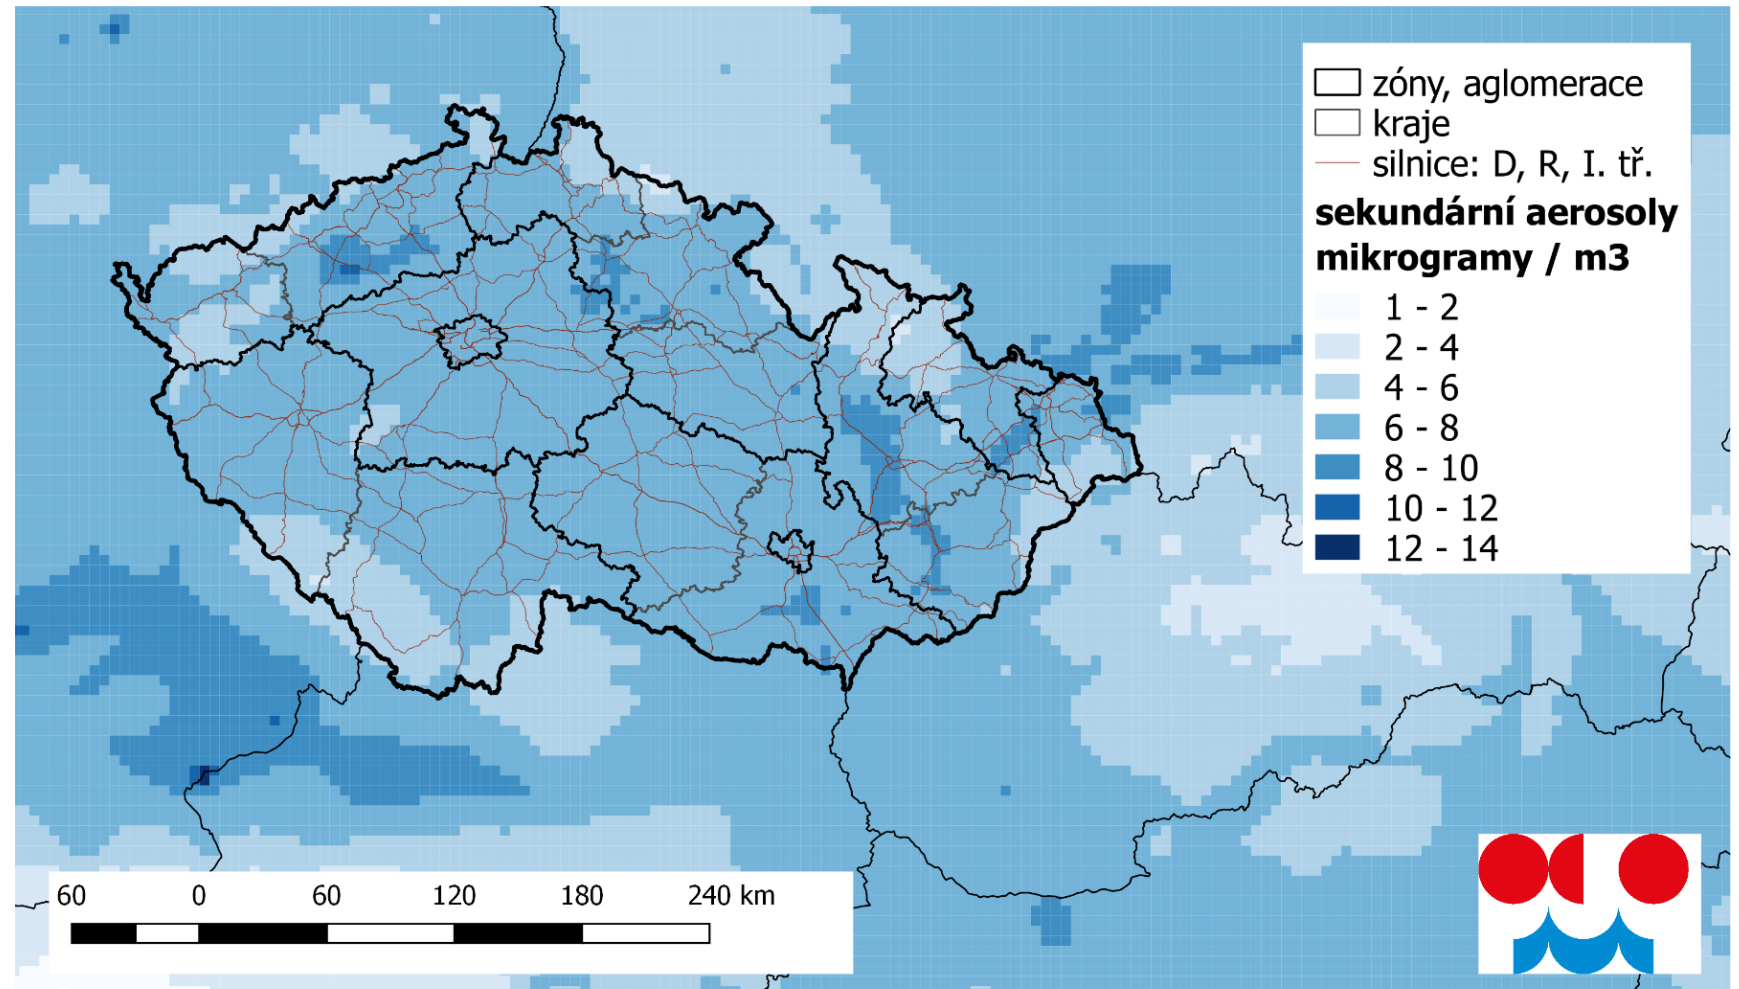 zóny, aglomerace
kraje
silnice: D, R, I. tř.
sekundární aerosoly
mikrogramy / m3
1 - 2
2 - 4
4 - 6
6 - 8
8 - 10
10 - 12
12 - 14
60 0 60 120 180 240 km